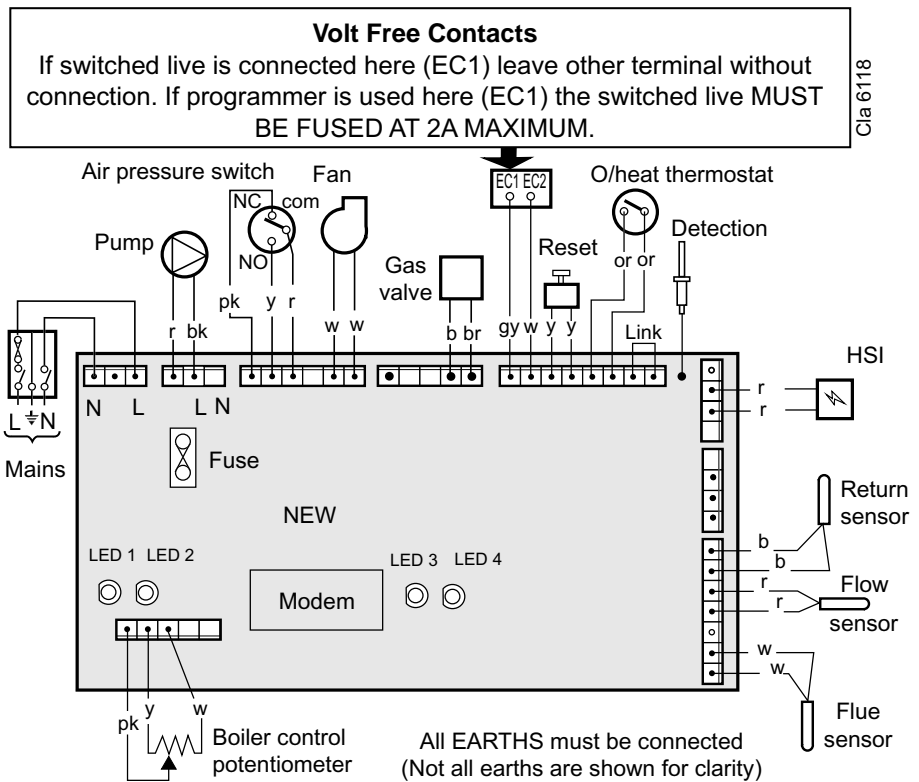 Volt Free Contacts
If switched live is connected here (EC1) leave other terminal without
connection. If programmer is used here (EC1) the switched live MUST
BE FUSED AT 2A MAXIMUM.
Cla 6118
Air pressure switch
Fan
EC1 EC2
O/heat thermostat
NC com
Pump
NO
Gas
valve
Reset
Detection
or or
pk y r
r bk
w w
b br
gy w y y
Link
N L
L N
HSI
r
r
L N
Mains
Fuse
NEW
Return
sensor
b
b
LED 1 LED 2
LED 3 LED 4
Modem
r
r
Flow
sensor
w
w
pk y w
Boiler control
potentiometer
Flue
sensor
All EARTHS must be connected
(Not all earths are shown for clarity)